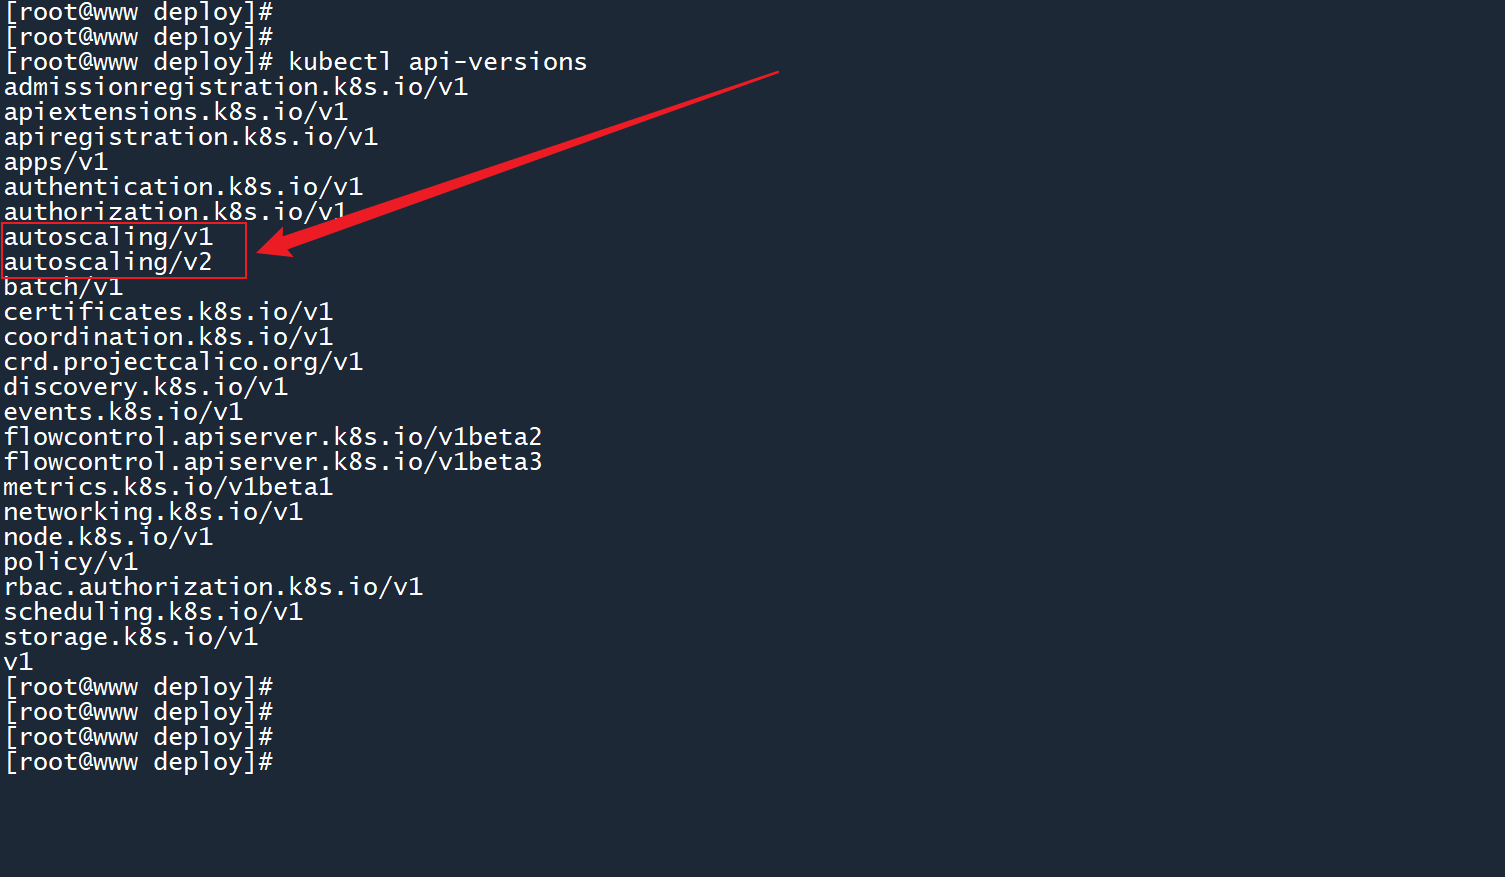 [root@www deploy]#
[root@www deploy]#
[root@www deploy]# kubectl api-versions
admissionregistration.k8s.io/v1
apiextensions.k8s.io/v1
apiregistration.k8s.io/v1
apps/v1
authentication.k8s.io/v1
authorization.k8s.io/v1
autoscaling/v1
autoscaling/v2
batch/v1
certificates.k8s.io/v1
coordination.k8s.io/v1
crd.projectcalico.org/v1
discovery.k8s.io/v1
events.k8s.io/v1
flowcontrol.apiserver.k8s.io/v1beta2
flowcontrol.apiserver.k8s.io/v1beta3
metrics.k8s.io/v1beta1
networking.k8s.io/v1
node.k8s.io/v1
policy/v1
rbac.authorization.k8s.io/v1
scheduling.k8s.io/v1
storage.k8s.io/v1
v1
[root@www deploy]#
[root@www deploy]#
[root@www deploy]#
[root@www deploy]#